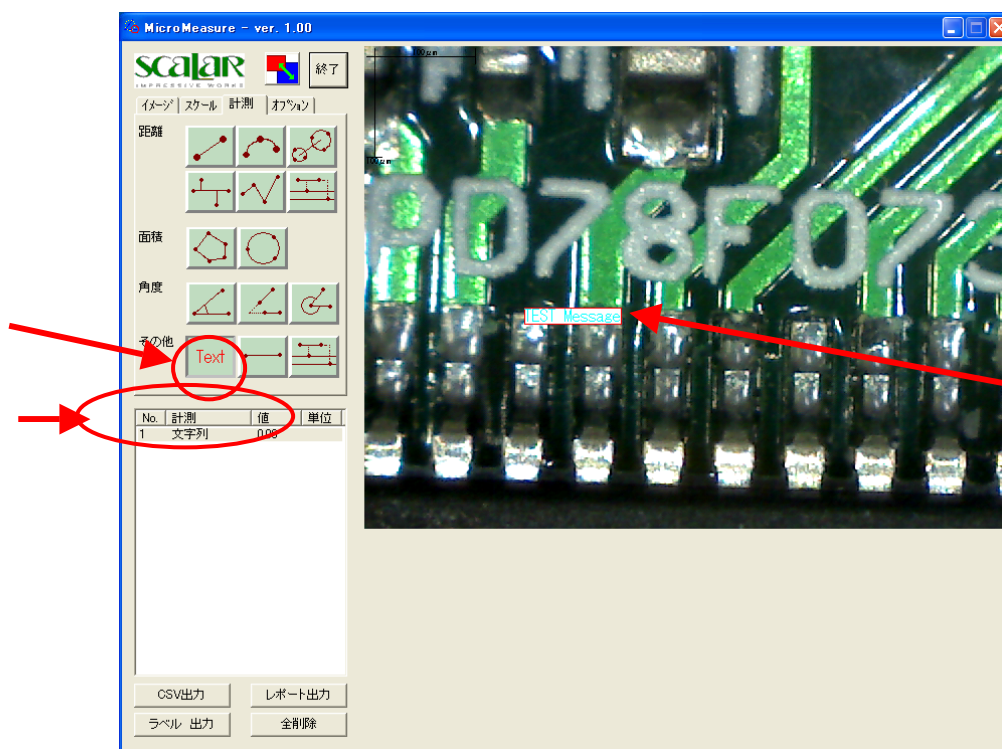 MicroMeasure - ver. 1.00
SCALAR
IMPRESSIVE WORKS
終了
イメージ
スケール
計測
オプション
距離
面積
角度
その他
Text
No. 計測 値 単位
1 文字列 0.00
CSV出力
レポート出力
ラベル 出力
全削除
100μm
100μm
PD78F073
TEST Message